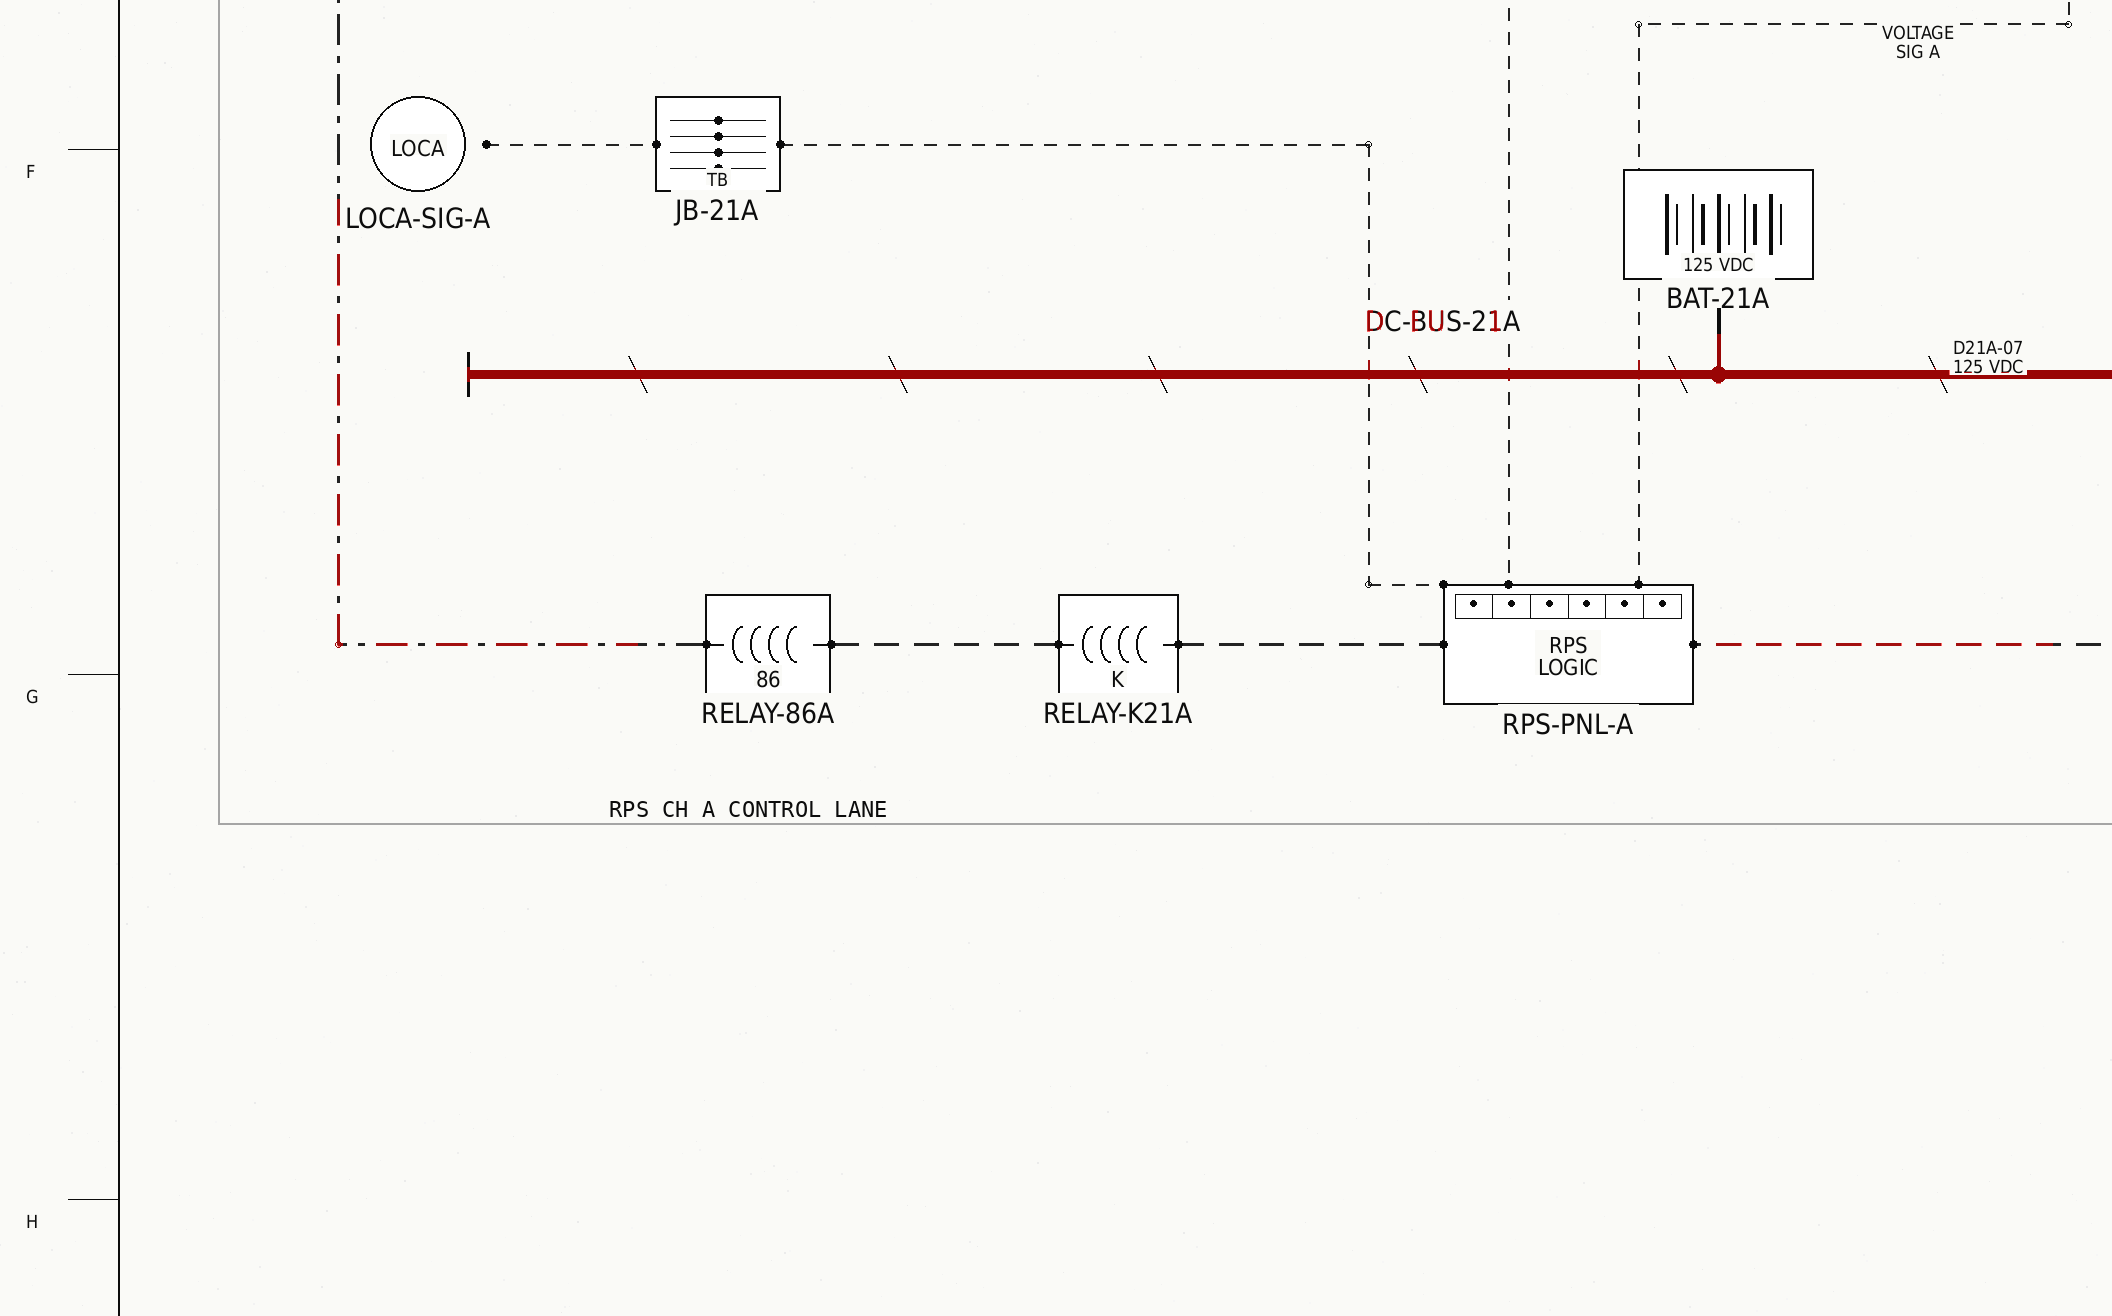 VOLTAGE
SIG A
F
LOCA
LOCA-SIG-A
TB
JB-21A
125 VDC
BAT-21A
DC-BUS-21A
D21A-07
125 VDC
G
86
RELAY-86A
K
RELAY-K21A
RPS
LOGIC
RPS-PNL-A
RPS CH A CONTROL LANE
H